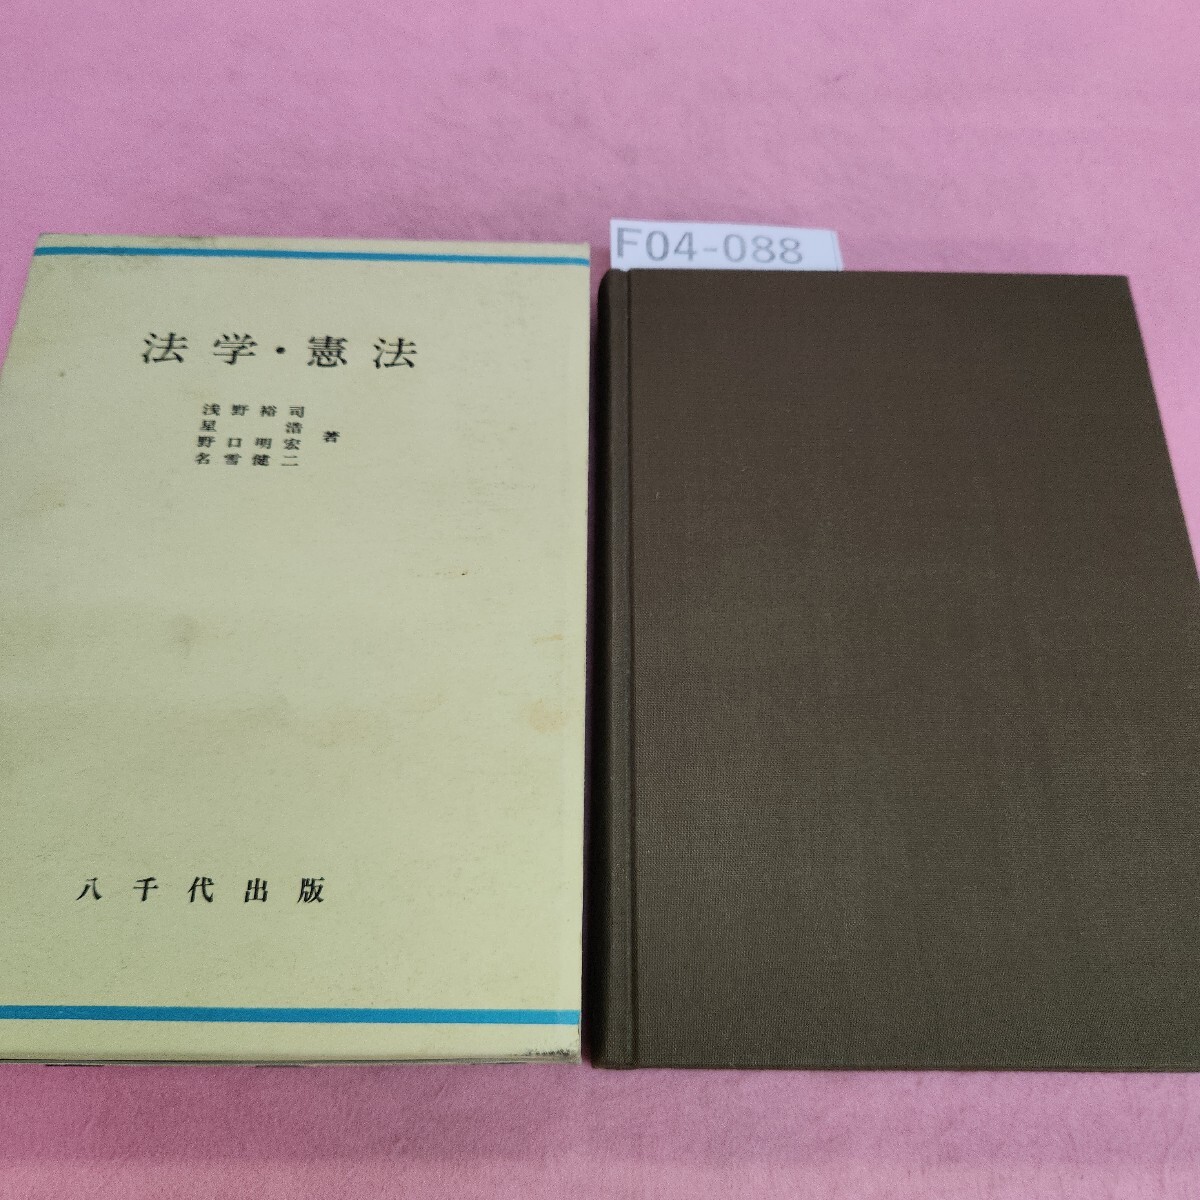 F04-088
法学・憲法
浅野裕司
星 浩
野口明宏
名雪健二
著
八千代出版